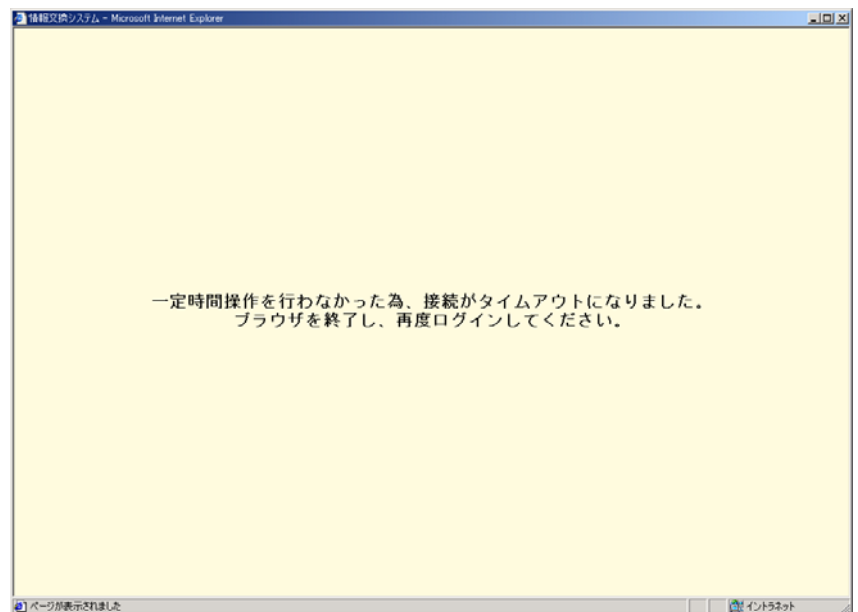 情報交換システム - Microsoft Internet Explorer
一定時間操作を行わなかった為、接続がタイムアウトになりました。
ブラウザを終了し、再度ログインしてください。
ページが表示されました
イントラネット